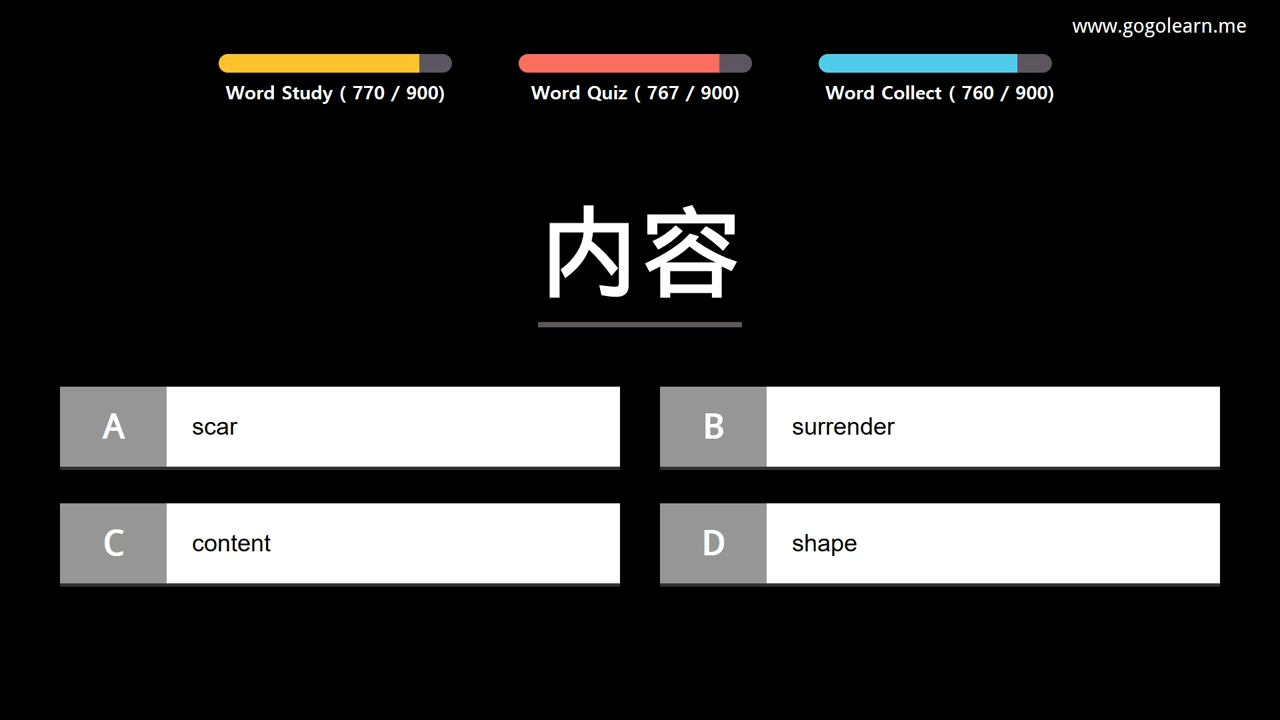 www.gogolearn.me
Word Study ( 770 / 900)
Word Quiz ( 767 / 900)
Word Collect ( 760 / 900)
内容
A scar
B surrender
C content
D shape